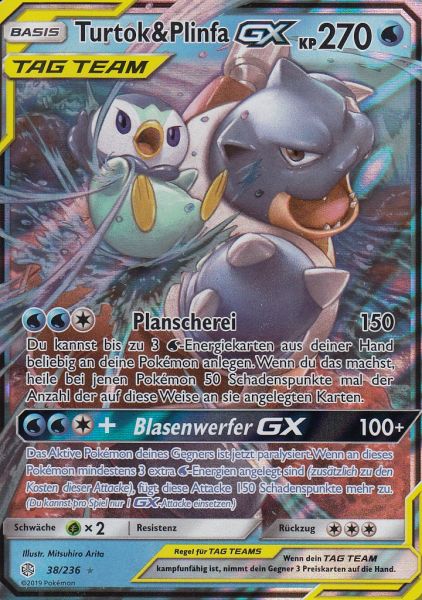 BASIS
Turtok&Plinfa GX KP270
TAG TEAM
Planscherei 150
Du kannst bis zu 3 -Energiekarten aus deiner Hand
beliebig an deine Pokémon anlegen. Wenn du das machst,
heile bei jenen Pokémon 50 Schadenspunkte mal der
Anzahl der auf diese Weise an sie angelegten Karten.
+ Blasenwerfer GX 100+
Das Aktive Pokémon deines Gegners ist jetzt paralysiert. Wenn an dieses
Pokémon mindestens 3 extra -Energien angelegt sind (zusätzlich zu den
Kosten dieser Attacke), fügt diese Attacke 150 Schadenspunkte mehr zu.
(Du kannst pro Spiel nur 1 GX-Attacke einsetzen.)
Schwäche ×2 Resistenz Rückzug
Illustr. Mitsuhiro Arita
38/236
©2019 Pokémon
Regel für TAG TEAMS
Wenn dein TAG TEAM
kampfunfähig ist, nimmt dein Gegner 3 Preiskarten auf die Hand.